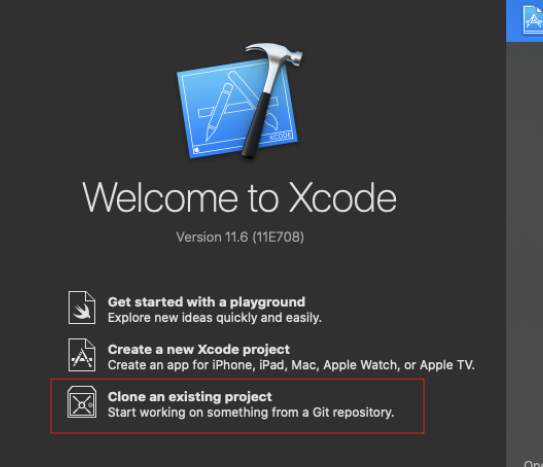 XCODE
Welcome to Xcode
Version 11.6 (11E708)
Get started with a playground
Explore new ideas quickly and easily.
Create a new Xcode project
Create an app for iPhone, iPad, Mac, Apple Watch, or Apple TV.
Clone an existing project
Start working on something from a Git repository.